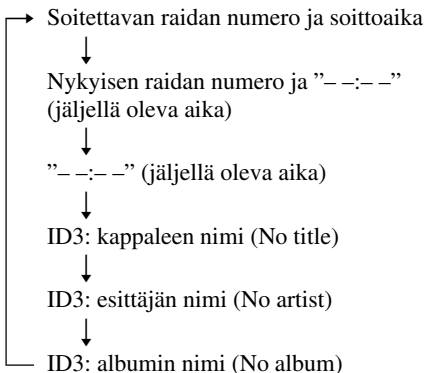 Soitettavan raidan numero ja soittoaika
Nykyisen raidan numero ja ”– –:– –”
(jäljellä oleva aika)
”– –:– –” (jäljellä oleva aika)
ID3: kappaleen nimi (No title)
ID3: esittäjän nimi (No artist)
ID3: albumin nimi (No album)